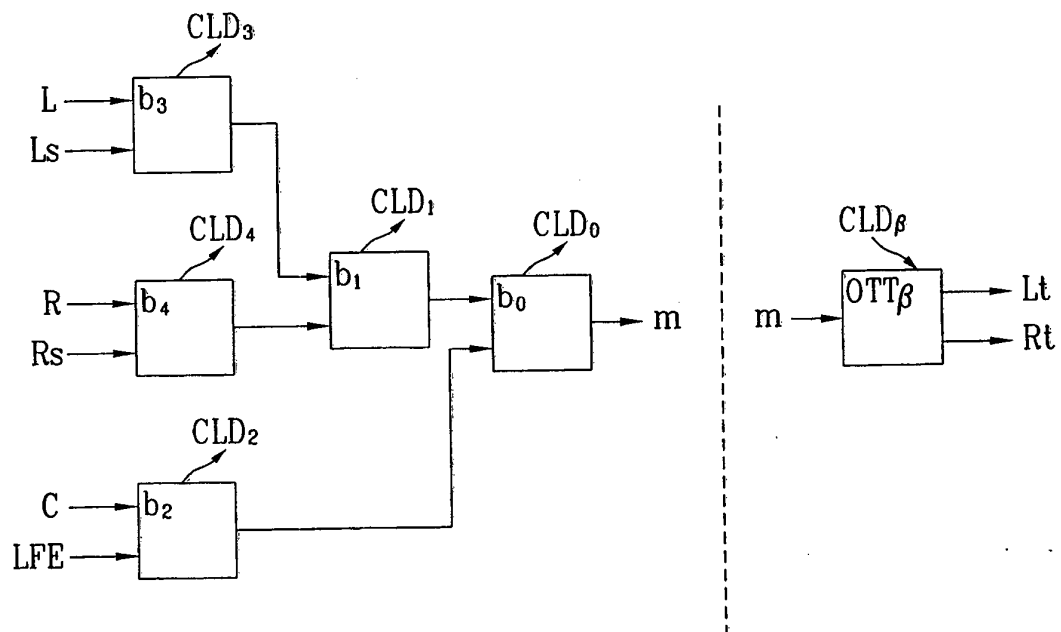 CLD₃
L
b₃
Ls
CLD₁
CLD₄
CLD₀
CLDᵦ
b₁
R
b₄
b₀
OTTᵦ
Lt
m
m
Rs
Rt
CLD₂
C
b₂
LFE